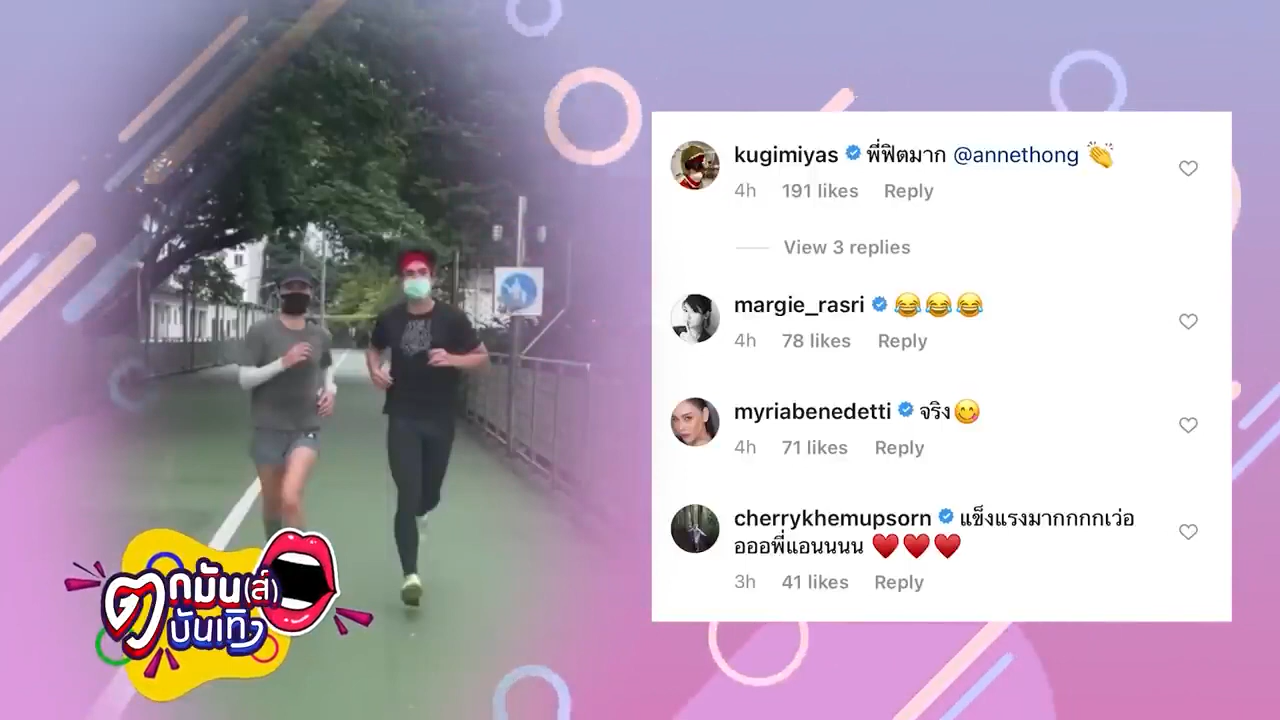 kugimiyas พี่ฟิตมาก @annethong 👏
4h 191 likes Reply
View 3 replies
margie_rasri 😂😂😂
4h 78 likes Reply
myriabenedetti จริง😋
4h 71 likes Reply
cherrykhemupsorn แข็งแรงมากกกกเว่อ
อออพี่แอนนนน ❤️❤️❤️
3h 41 likes Reply
ตกมัน(ส์)
บันเทิง